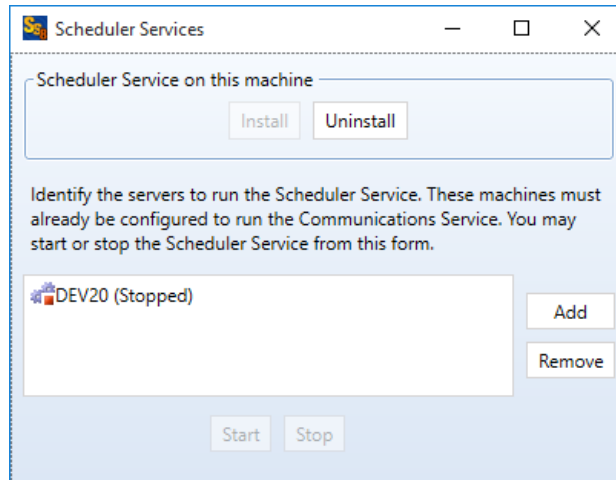 SSR
Scheduler Services
Scheduler Service on this machine
Install
Uninstall
Identify the servers to run the Scheduler Service. These machines must
already be configured to run the Communications Service. You may
start or stop the Scheduler Service from this form.
DEV20 (Stopped)
Add
Remove
Start
Stop